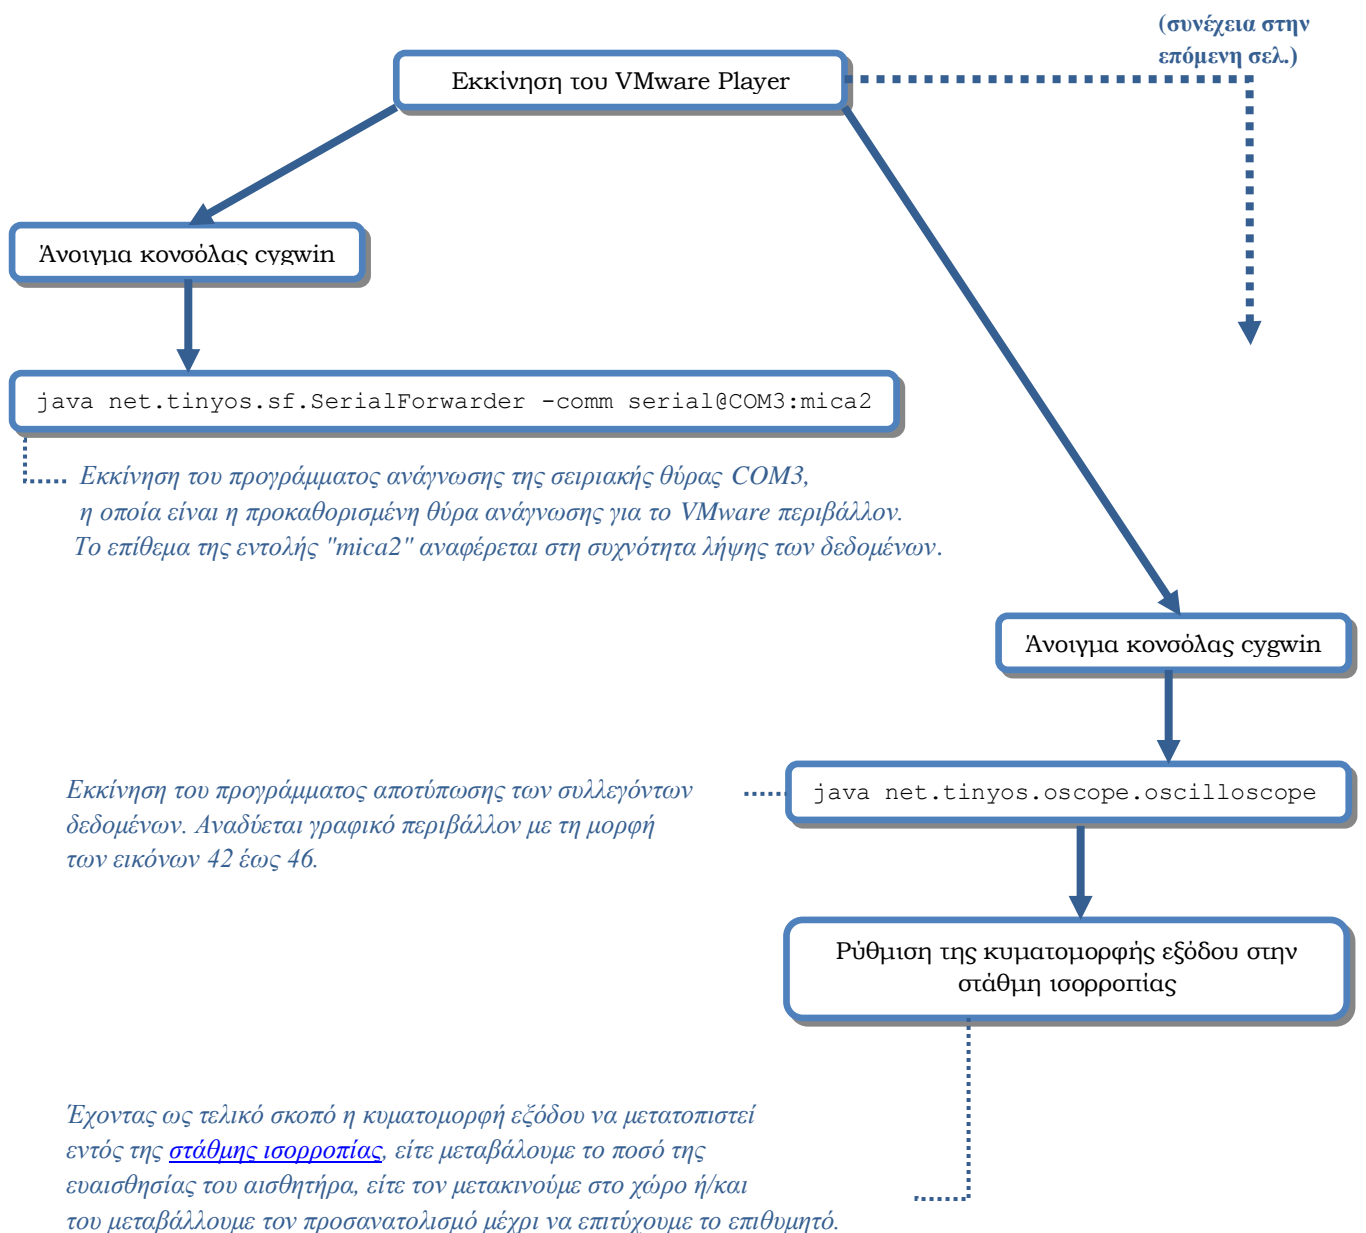 (συνέχεια στην
επόμενη σελ.)
Εκκίνηση του VMware Player
Άνοιγμα κονσόλας cygwin
java net.tinyos.sf.SerialForwarder -comm serial@COM3:mica2
Εκκίνηση του προγράμματος ανάγνωσης της σειριακής θύρας COM3,
η οποία είναι η προκαθορισμένη θύρα ανάγνωσης για το VMware περιβάλλον.
Το επίθεμα της εντολής "mica2" αναφέρεται στη συχνότητα λήψης των δεδομένων.
Άνοιγμα κονσόλας cygwin
java net.tinyos.oscope.oscilloscope
Εκκίνηση του προγράμματος αποτύπωσης των συλλεγόντων
δεδομένων. Αναδύεται γραφικό περιβάλλον με τη μορφή
των εικόνων 42 έως 46.
Ρύθμιση της κυματομορφής εξόδου στην
στάθμη ισορροπίας
Έχοντας ως τελικό σκοπό η κυματομορφή εξόδου να μετατοπιστεί
εντός της στάθμης ισορροπίας, είτε μεταβάλουμε το ποσό της
ευαισθησίας του αισθητήρα, είτε τον μετακινούμε στο χώρο ή/και
του μεταβάλλουμε τον προσανατολισμό μέχρι να επιτύχουμε το επιθυμητό.